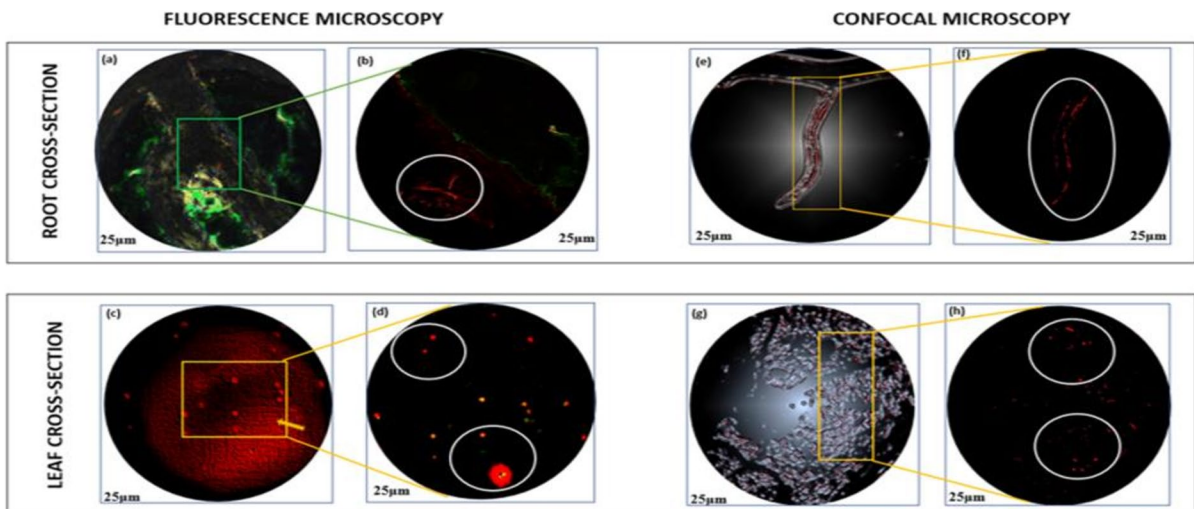 FLUORESCENCE MICROSCOPY
CONFOCAL MICROSCOPY
ROOT CROSS-SECTION
(a)
(b)
(e)
(f)
25µm
25µm
25µm
25µm
LEAF CROSS-SECTION
(c)
(d)
(g)
(h)
25µm
25µm
25µm
25µm